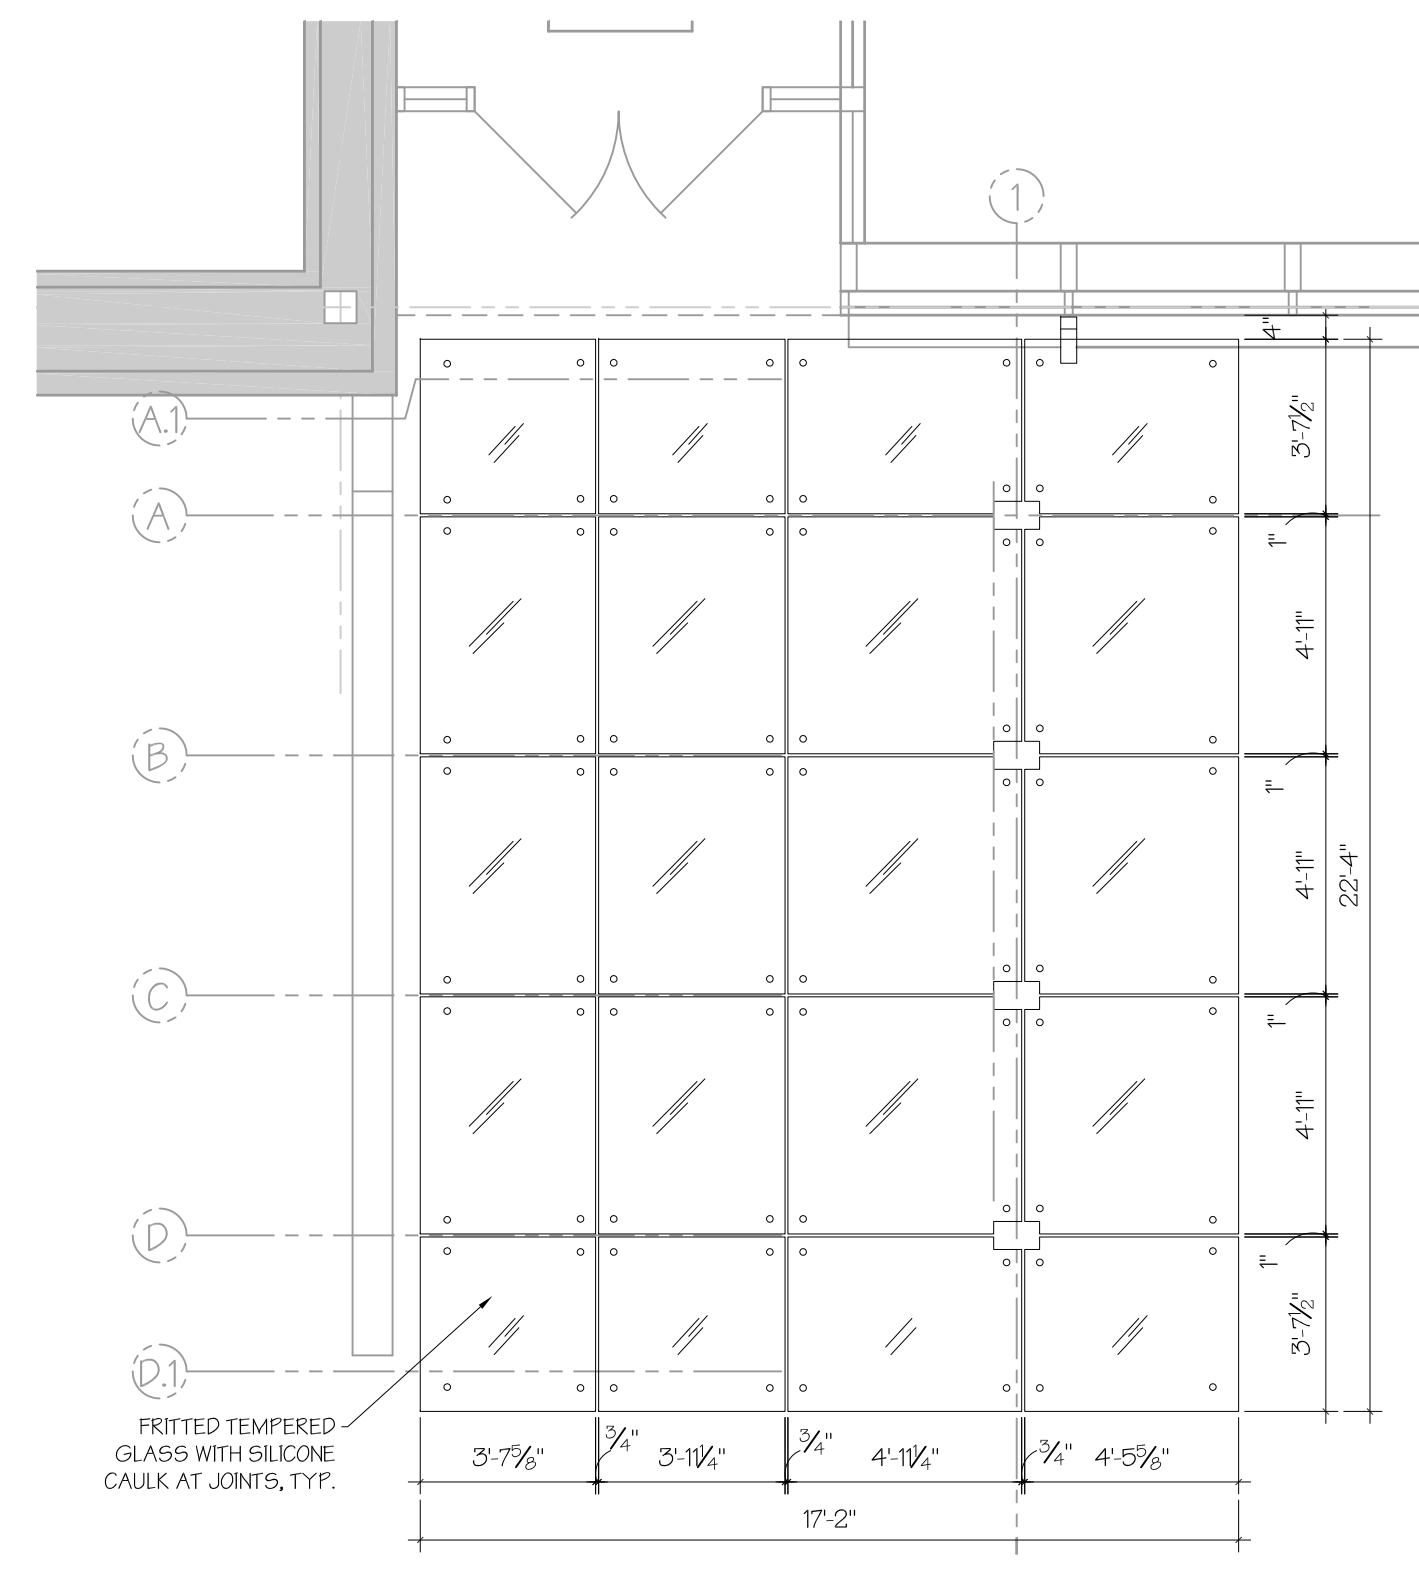 1
4"
A.1
3'-7½"
A
1"
4'-11"
B
1"
4'-11"
22'-4"
C
1"
4'-11"
D
1"
3'-7½"
D.1
FRITTED TEMPERED
GLASS WITH SILICONE
CAULK AT JOINTS, TYP.
3'-7⅝" ¾" 3'-11¼" ¾" 4'-11¼" ¾" 4'-5⅝"
17'-2"